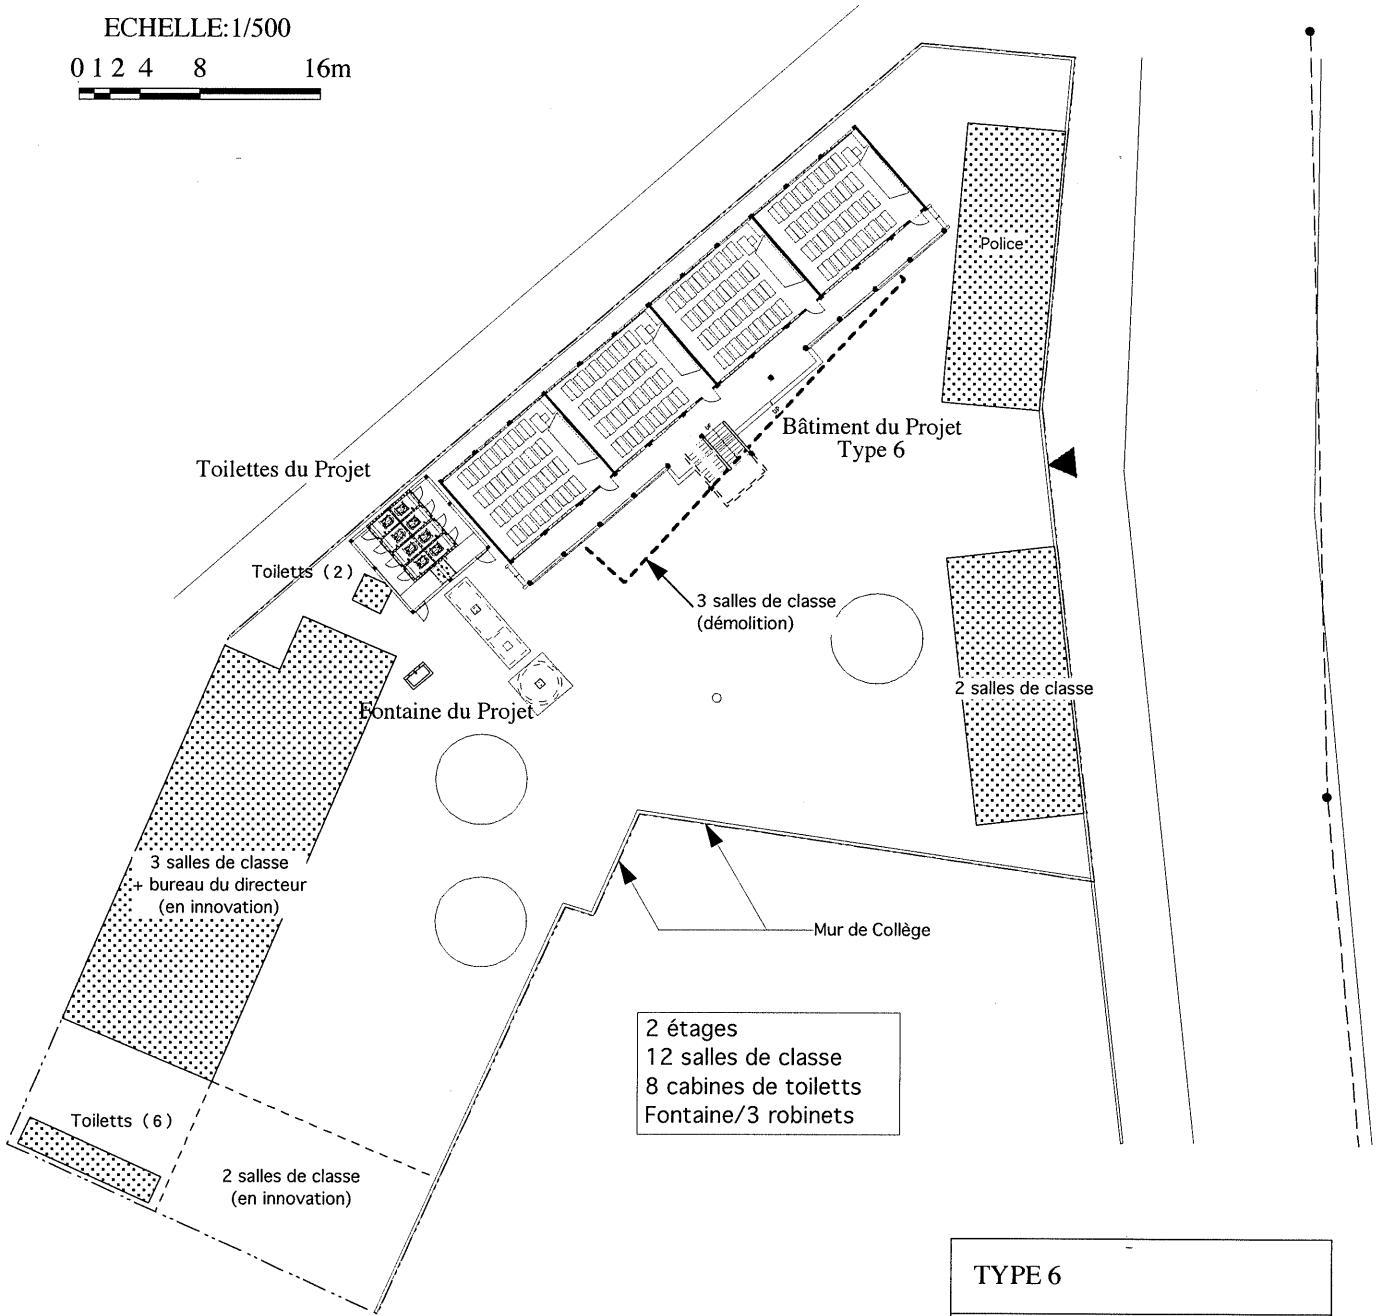 ECHELLE:1/500
0 1 2 4 8 16m
Police
Bâtiment du Projet
Type 6
Toilettes du Projet
Toiletts (2)
3 salles de classe
(démolition)
2 salles de classe
Fontaine du Projet
3 salles de classe
+ bureau du directeur
(en innovation)
Mur de Collège
2 étages
12 salles de classe
8 cabines de toiletts
Fontaine/3 robinets
Toiletts (6)
2 salles de classe
(en innovation)
TYPE 6